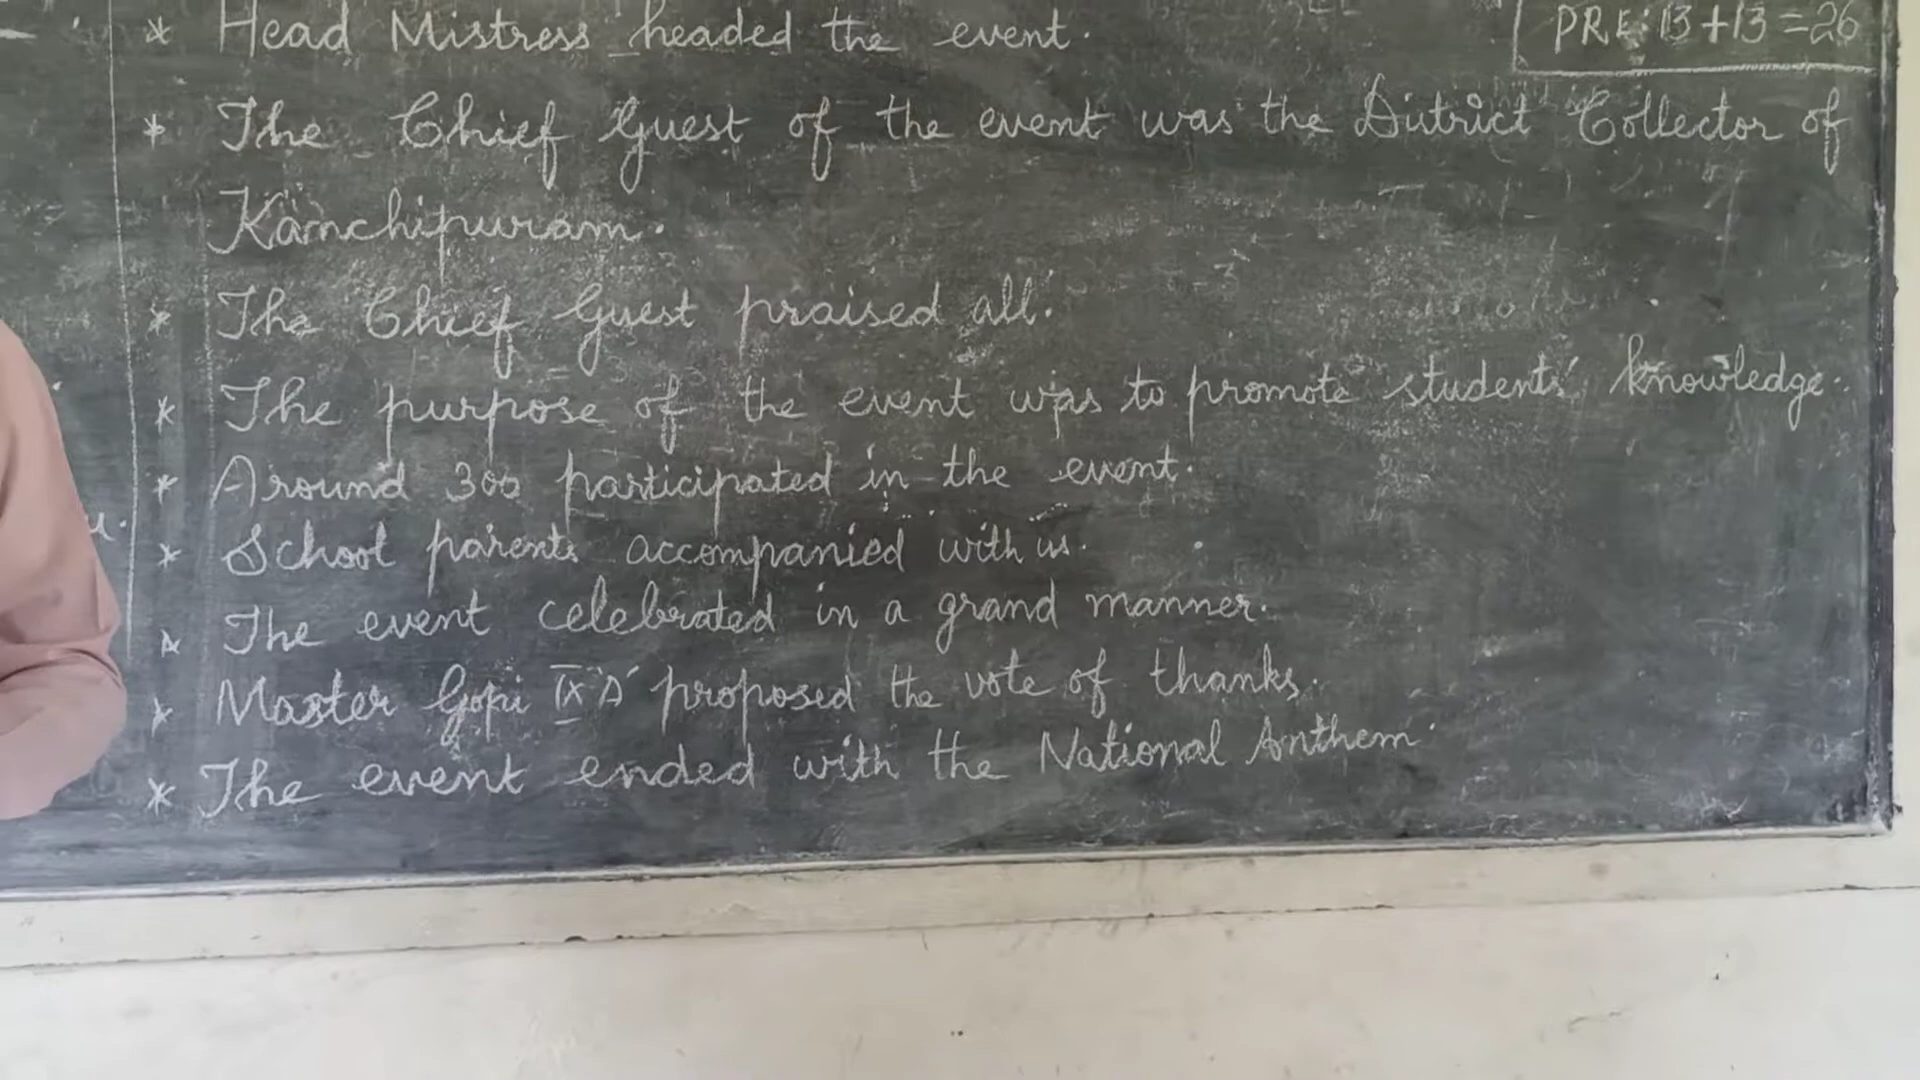 PRE: 13+13=26
* Head Mistress headed the event.
* The Chief Guest of the event was the District Collector of
Kanchipuram.
* The Chief Guest praised all.
* The purpose of the event was to promote students' knowledge.
* Around 300 participated in the event.
* School parents accompanied with us.
* The event celebrated in a grand manner.
* Master Gopi IX 'A' proposed the vote of thanks.
* The event ended with the National Anthem.